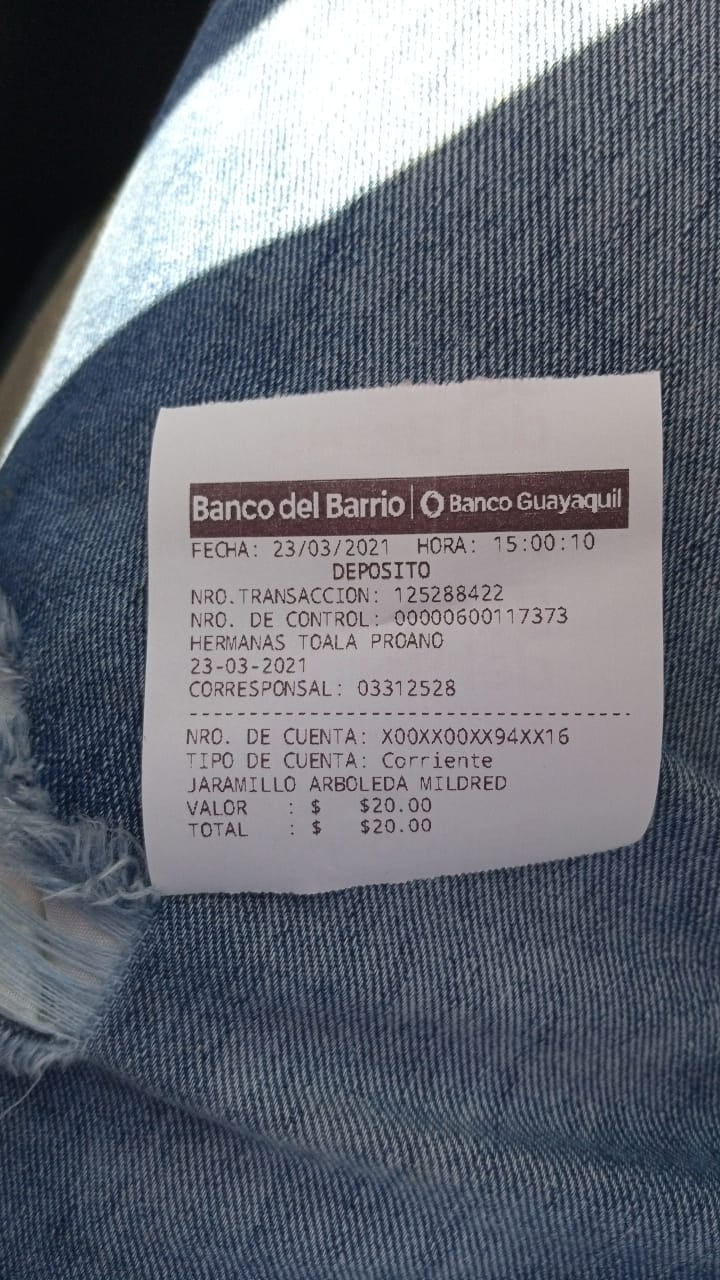 Banco del Barrio | Banco Guayaquil
FECHA: 23/03/2021 HORA: 15:00:10
DEPOSITO
NRO.TRANSACCION: 125288422
NRO. DE CONTROL: 00000600117373
HERMANAS TOALA PROANO
23-03-2021
CORRESPONSAL: 03312528
--------------------------------------------
NRO. DE CUENTA: X00XX00XX94XX16
TIPO DE CUENTA: Corriente
JARAMILLO ARBOLEDA MILDRED
VALOR : $ $20.00
TOTAL : $ $20.00